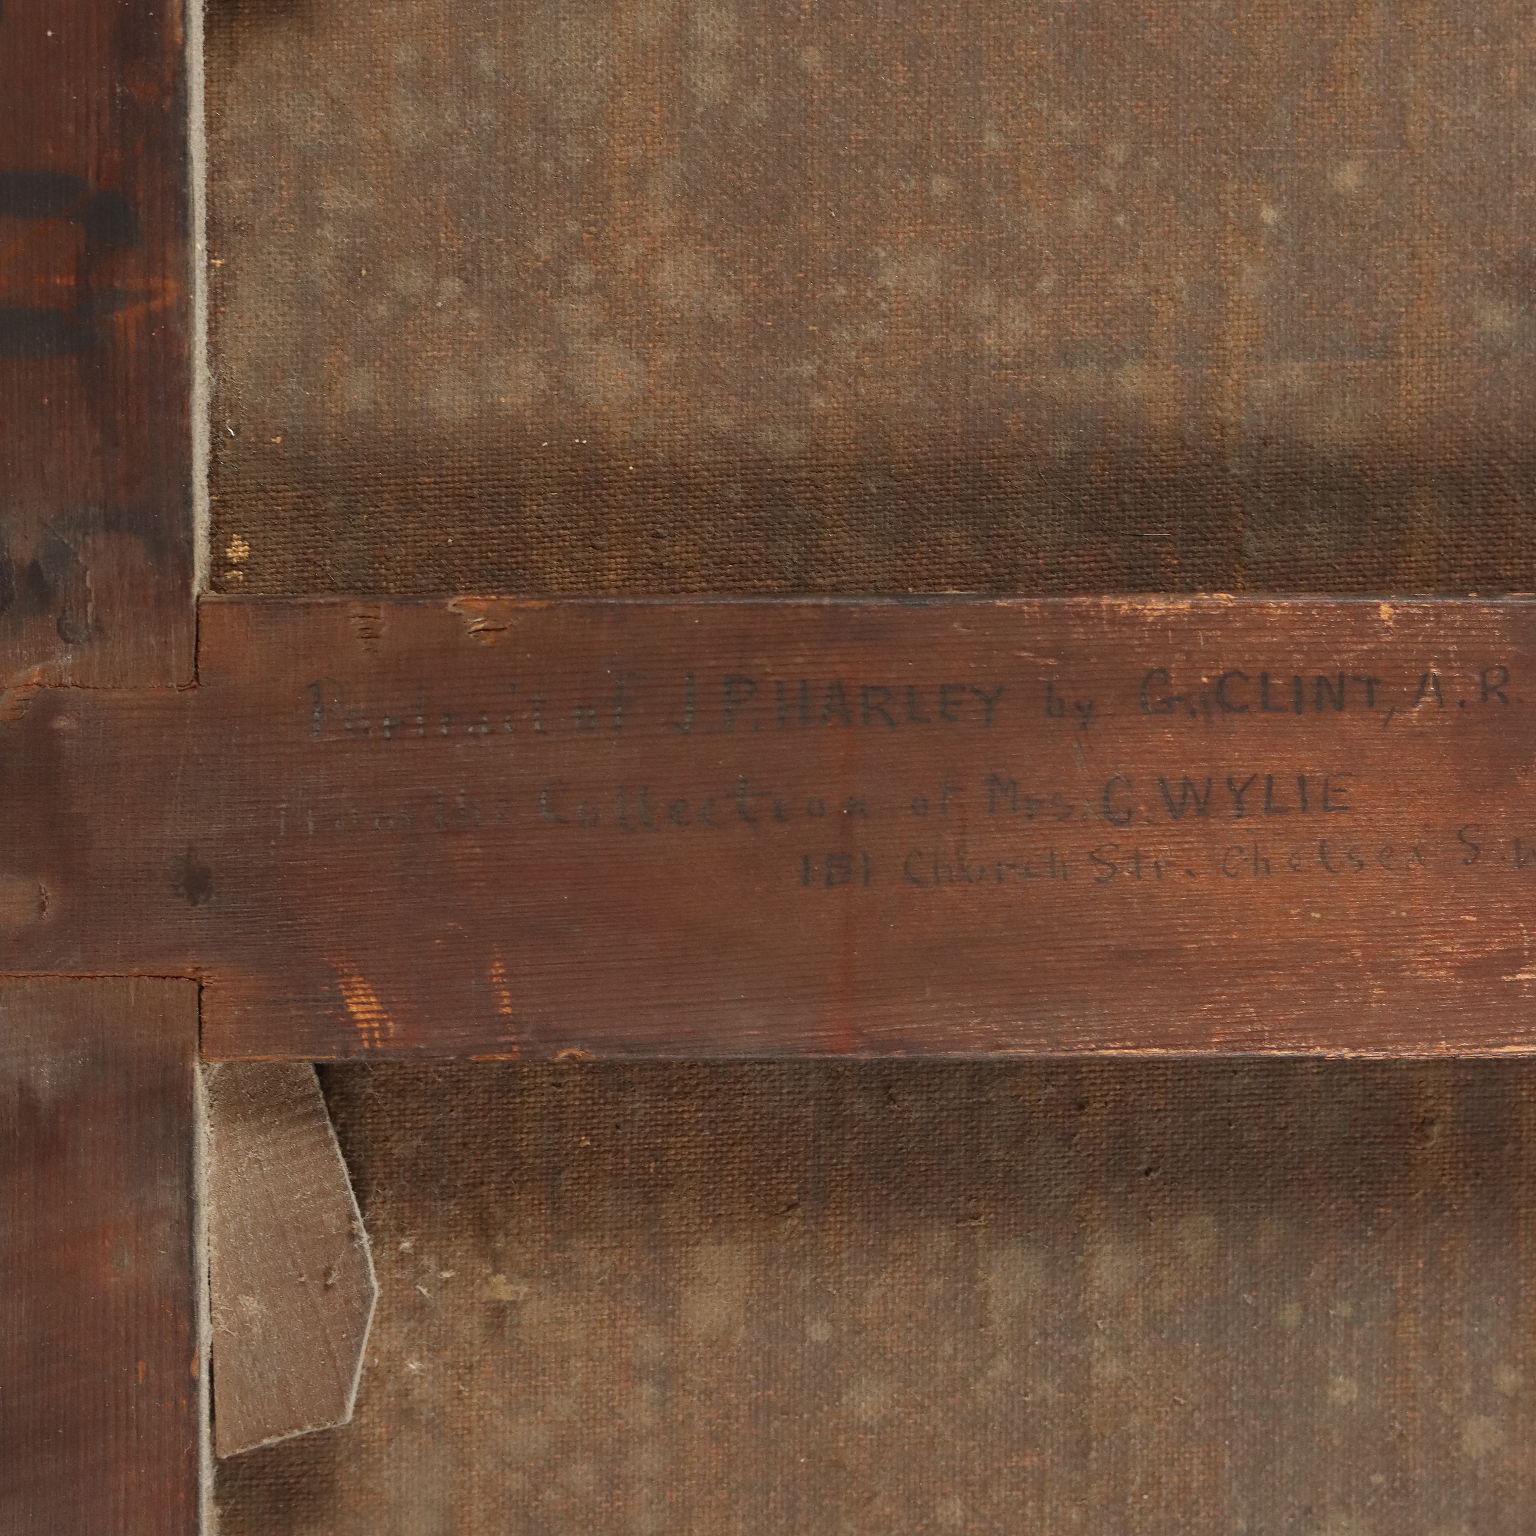 Portrait of J.P. HARLEY by G. CLINT, A.R.
from the Collection of Mrs. C. WYLIE
181 Church Str. Chelsea S.